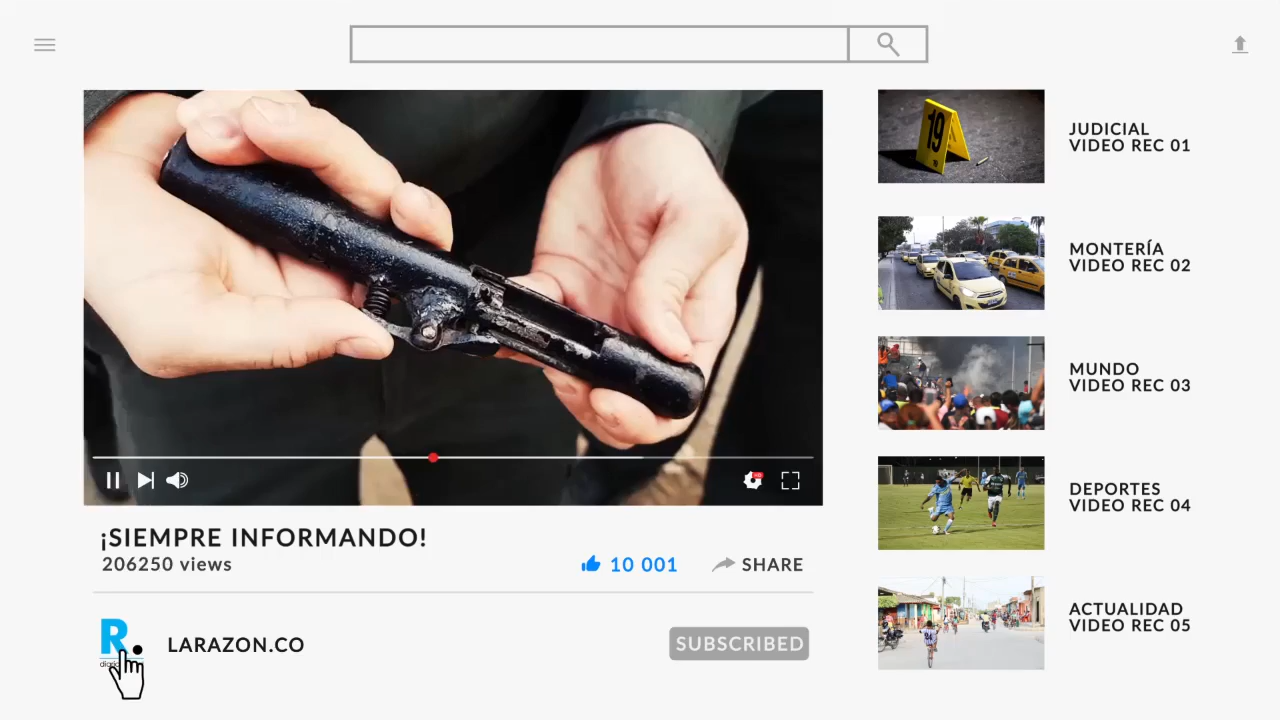 ¡SIEMPRE INFORMANDO!
206250 views
10 001
SHARE
R.
LARAZON.CO
SUBSCRIBED
19
JUDICIAL
VIDEO REC 01
MONTERÍA
VIDEO REC 02
MUNDO
VIDEO REC 03
DEPORTES
VIDEO REC 04
ACTUALIDAD
VIDEO REC 05